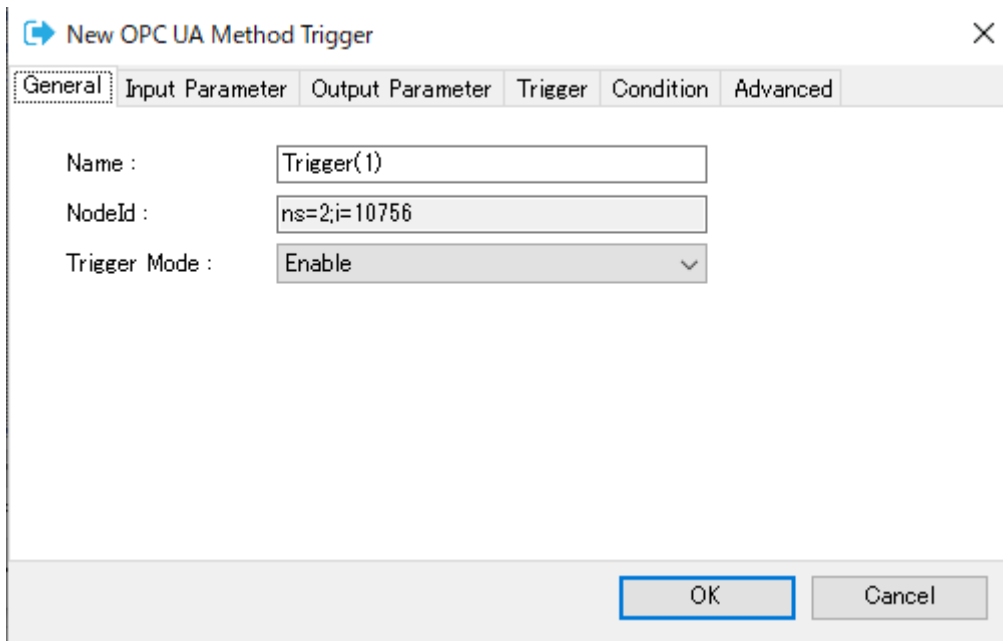 New OPC UA Method Trigger
General Input Parameter Output Parameter Trigger Condition Advanced
Name : Trigger(1)
NodeId : ns=2;i=10756
Trigger Mode : Enable
OK Cancel